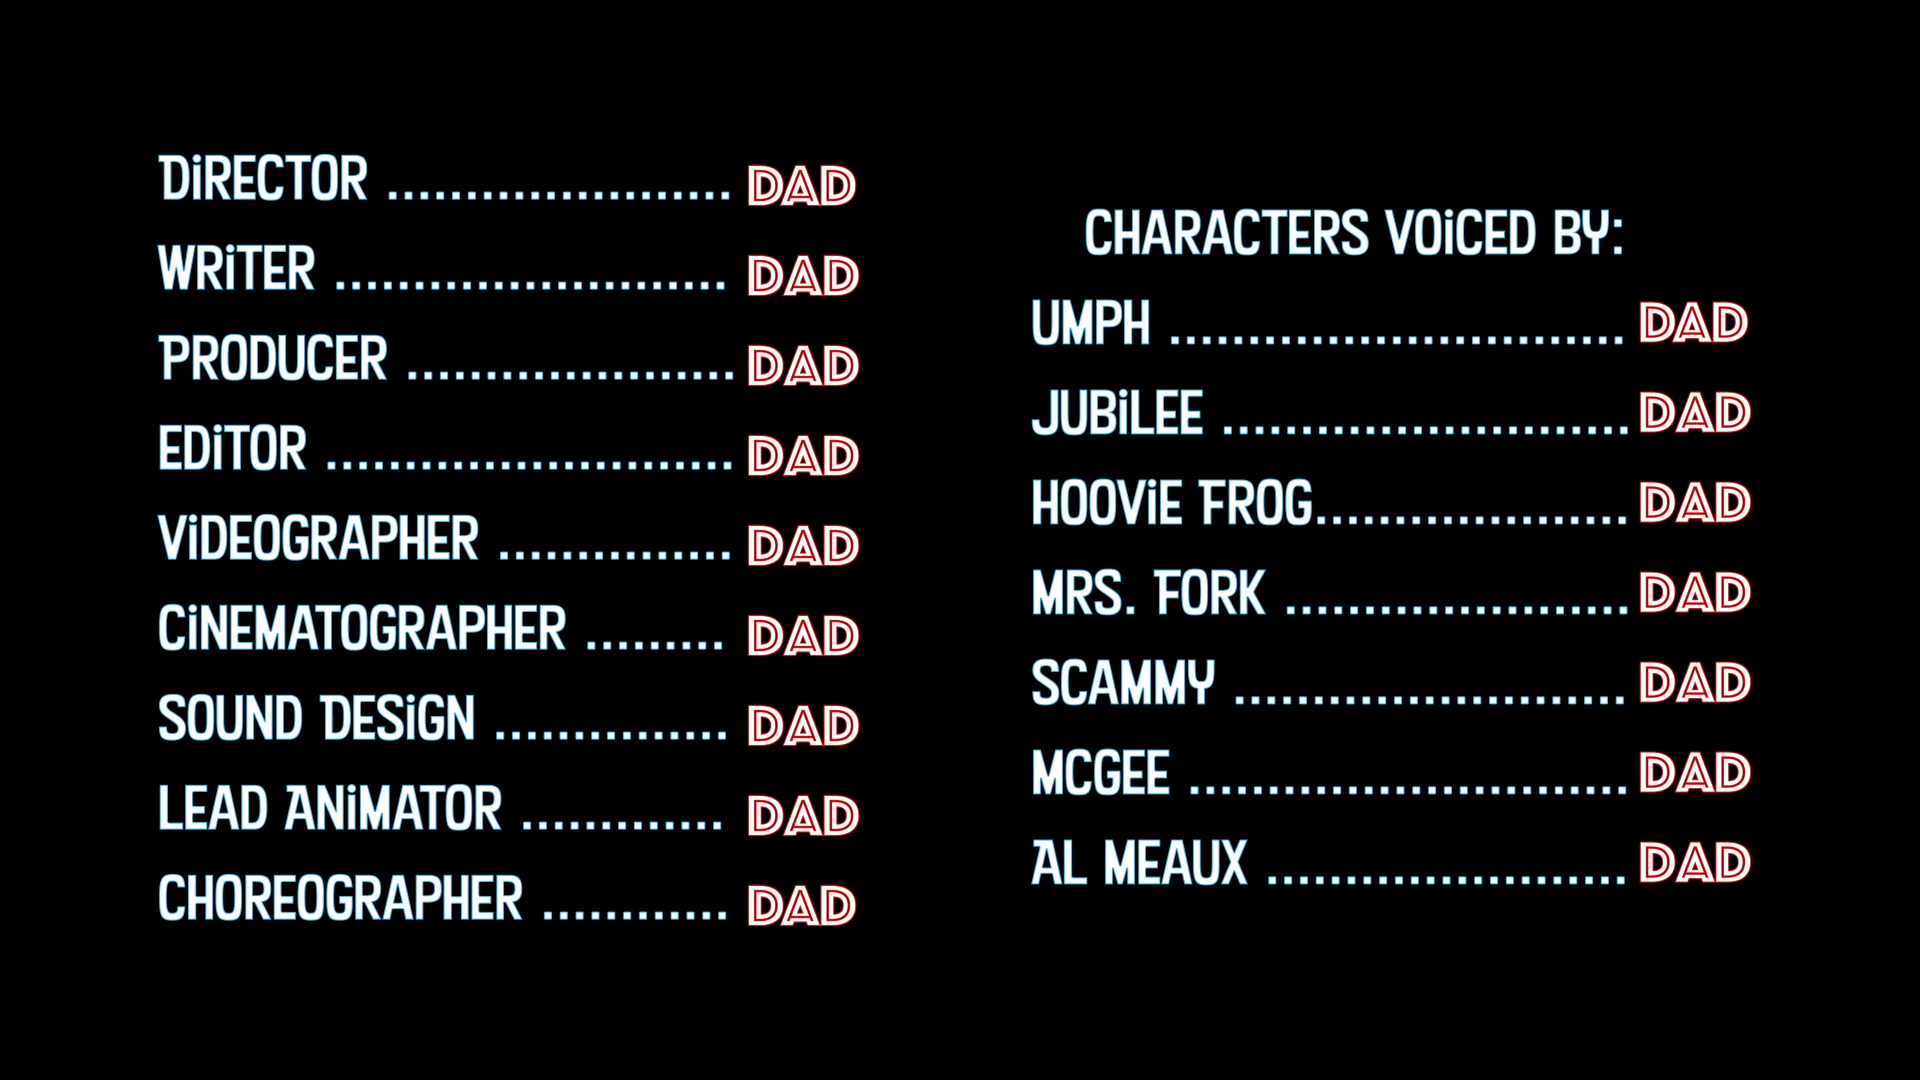 DiRECTOR ...................... DAD
WRiTER ......................... DAD
PRODUCER ..................... DAD
EDiTOR .......................... DAD
ViDEOGRAPHER ............... DAD
CiNEMATOGRAPHER ......... DAD
SOUND DESiGN ............... DAD
LEAD ANiMATOR ............. DAD
CHOREOGRAPHER ............ DAD
CHARACTERS VOiCED BY:
UMPH ............................. DAD
JUBiLEE .......................... DAD
HOOViE FROG.................... DAD
MRS. FORK ...................... DAD
SCAMMY ......................... DAD
MCGEE ............................ DAD
AL MEAUX ....................... DAD